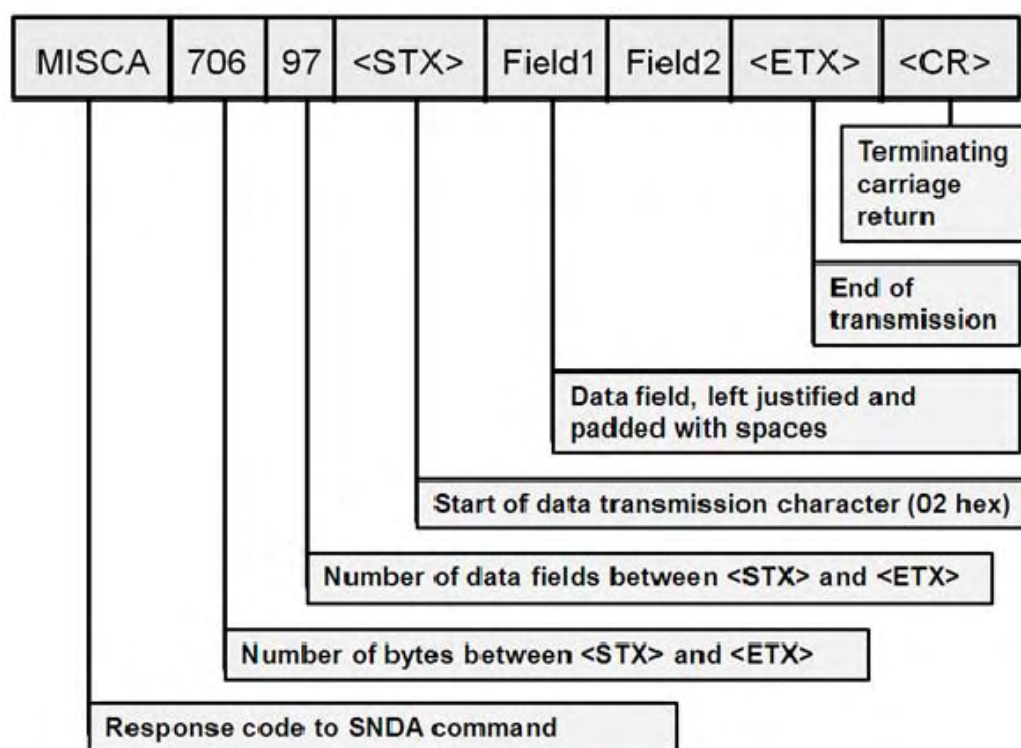 MISCA 706 97 <STX> Field1 Field2 <ETX> <CR>
Terminating
carriage
return
End of
transmission
Data field, left justified and
padded with spaces
Start of data transmission character (02 hex)
Number of data fields between <STX> and <ETX>
Number of bytes between <STX> and <ETX>
Response code to SNDA command